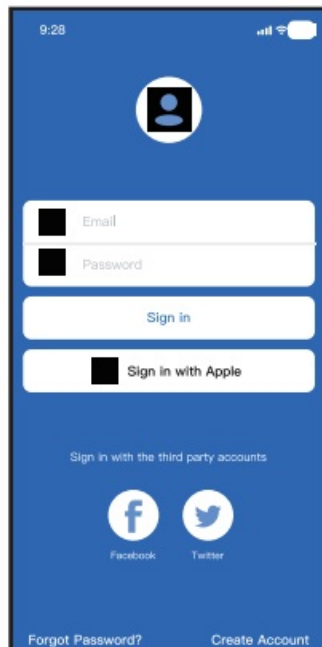 9:28
Email
Password
Sign in
Sign in with Apple
Sign in with the third party accounts
Facebook Twitter
Forgot Password? Create Account